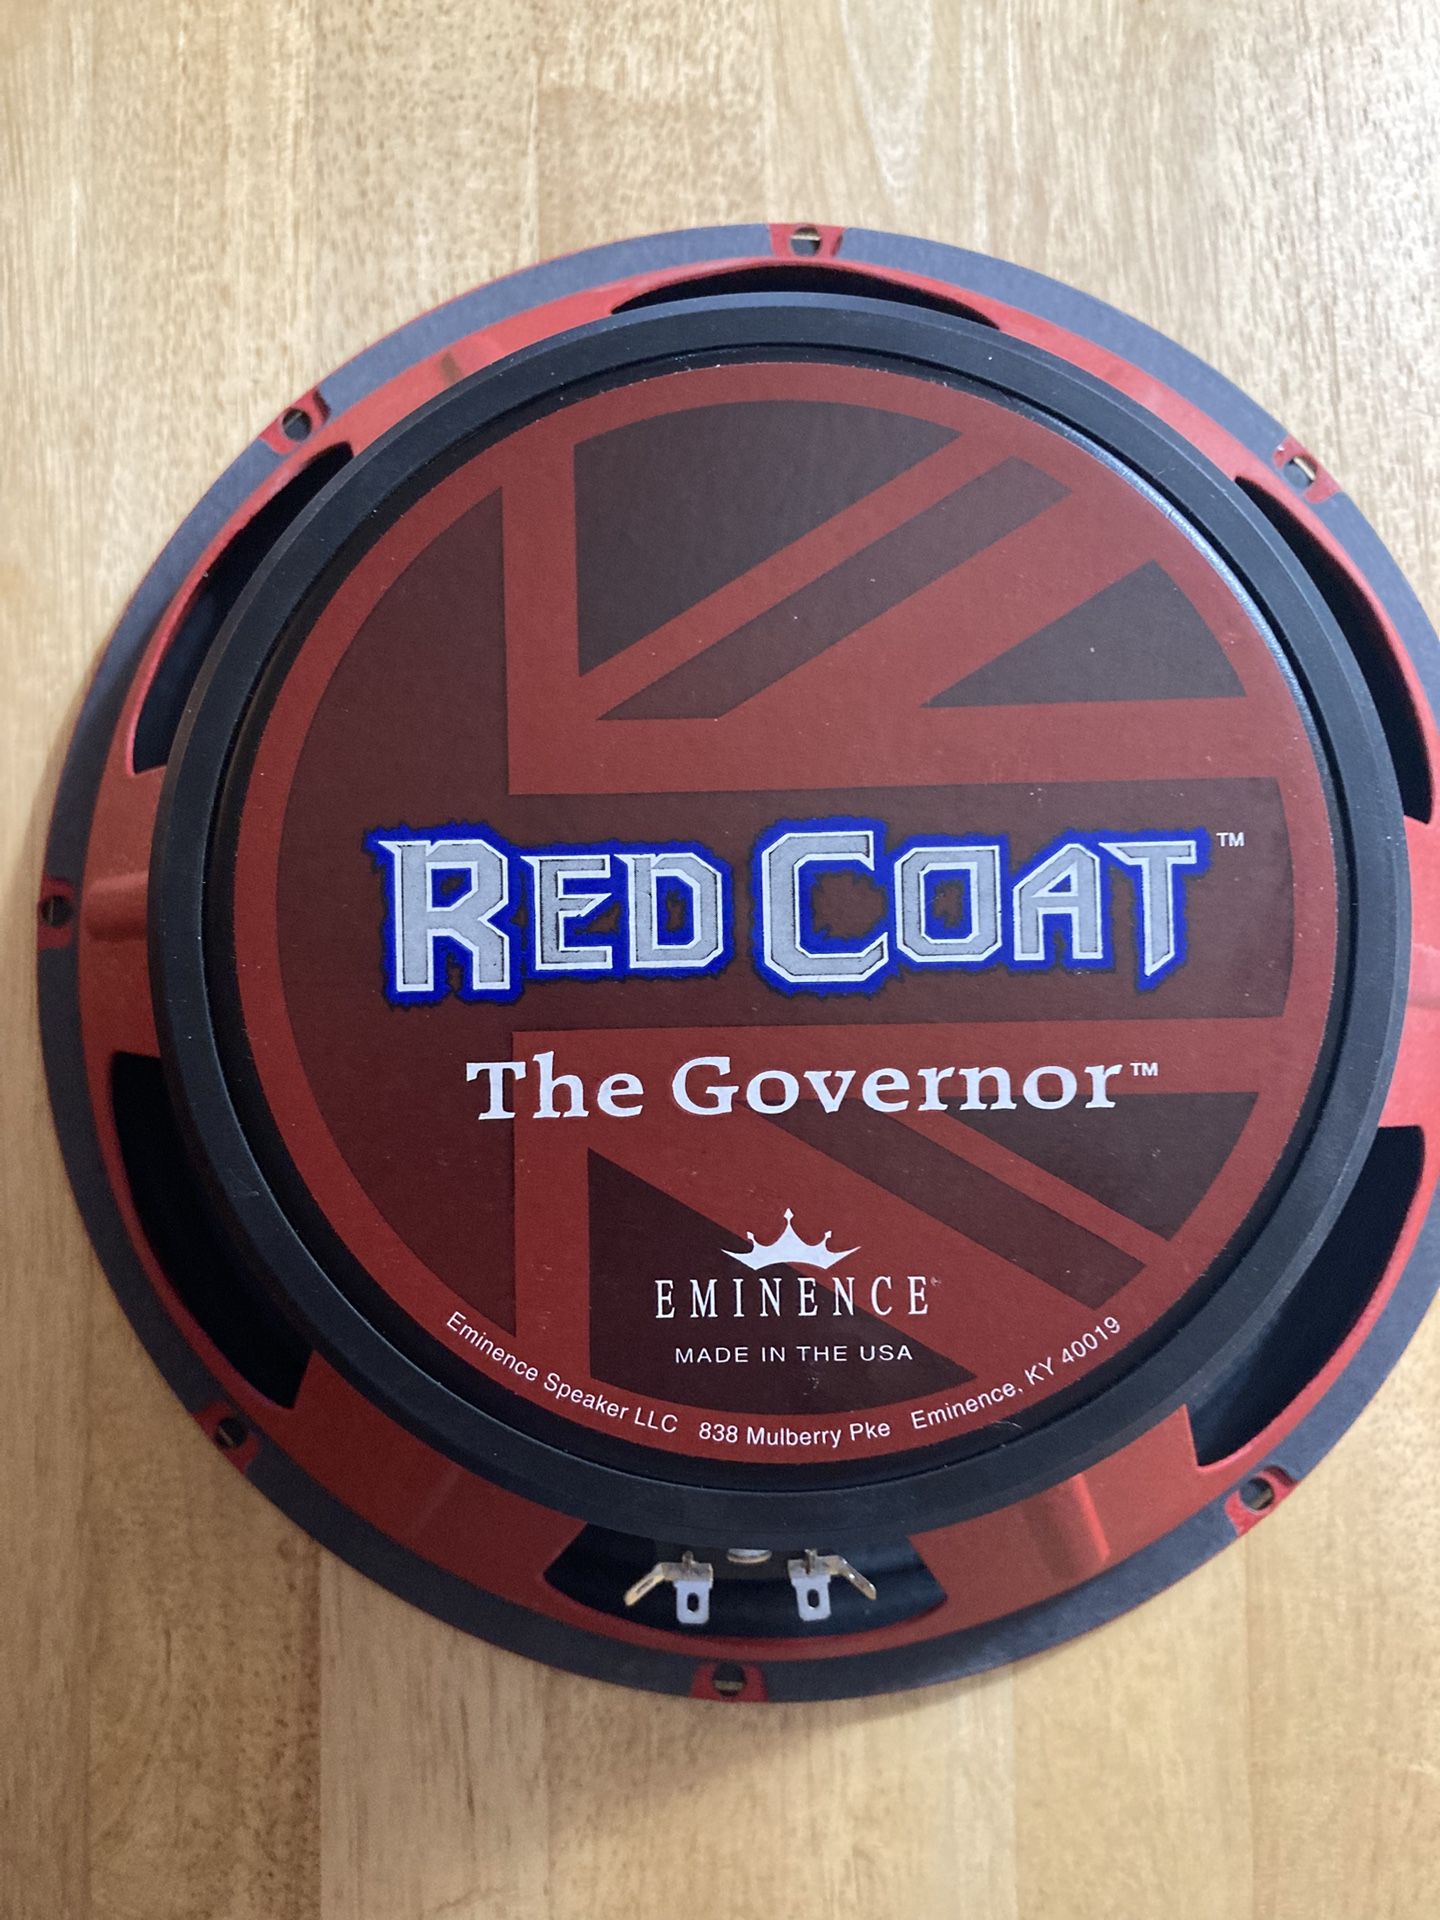 RED COAT™
The Governor™
EMINENCE®
MADE IN THE USA
Eminence Speaker LLC 838 Mulberry Pke Eminence, KY 40019